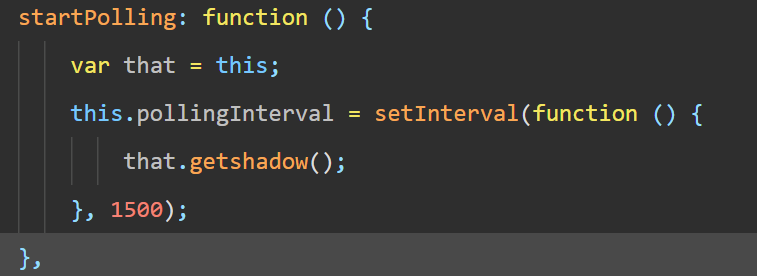 startPolling: function () {
var that = this;
this.pollingInterval = setInterval(function () {
that.getshadow();
}, 1500);
},